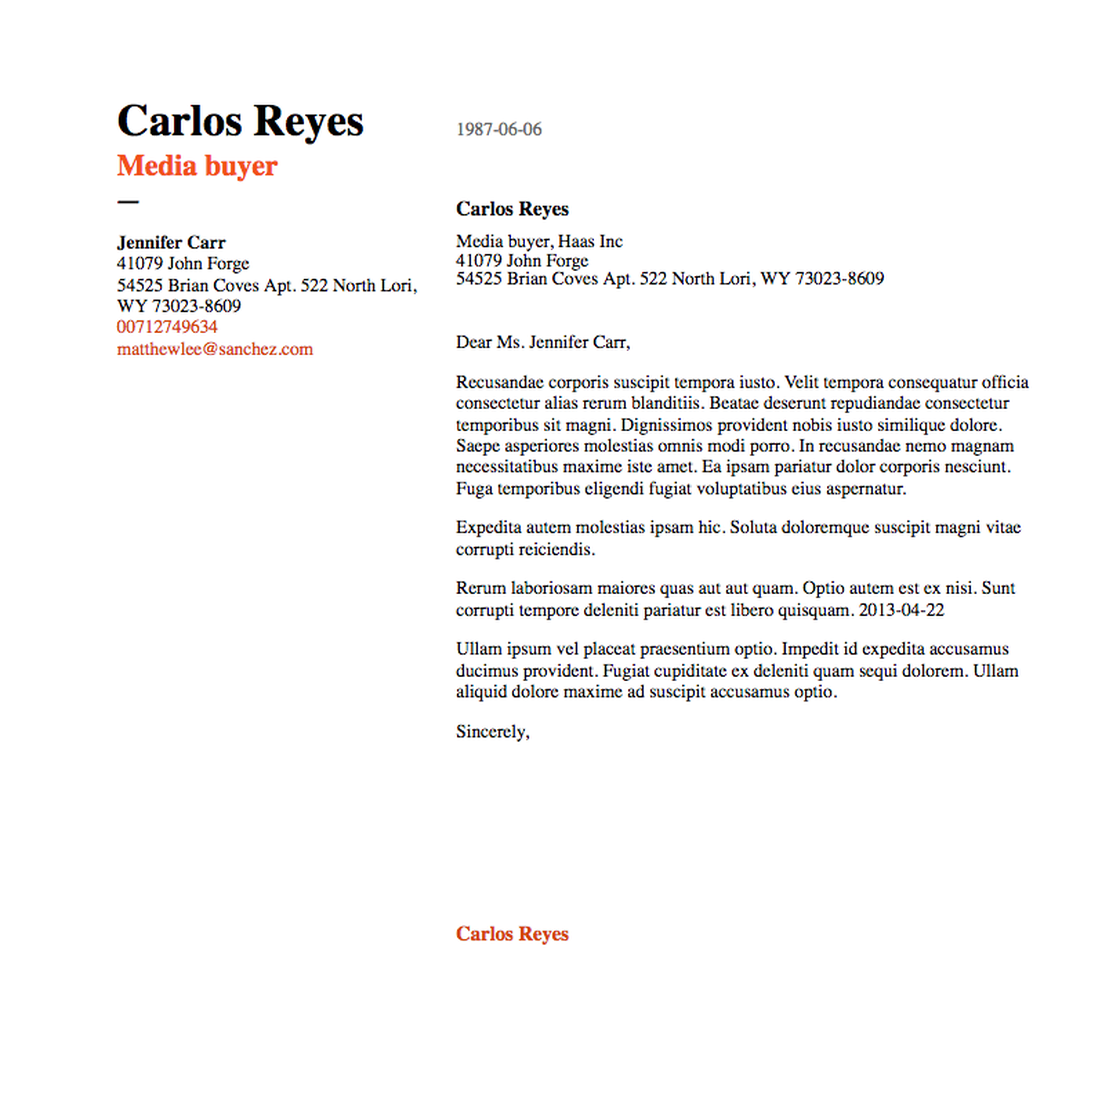 Carlos Reyes
Media buyer
—
Jennifer Carr
41079 John Forge
54525 Brian Coves Apt. 522 North Lori,
WY 73023-8609
00712749634
matthewlee@sanchez.com
1987-06-06
Carlos Reyes
Media buyer, Haas Inc
41079 John Forge
54525 Brian Coves Apt. 522 North Lori, WY 73023-8609
Dear Ms. Jennifer Carr,
Recusandae corporis suscipit tempora iusto. Velit tempora consequatur officia
consectetur alias rerum blanditiis. Beatae deserunt repudiandae consectetur
temporibus sit magni. Dignissimos provident nobis iusto similique dolore.
Saepe asperiores molestias omnis modi porro. In recusandae nemo magnam
necessitatibus maxime iste amet. Ea ipsam pariatur dolor corporis nesciunt.
Fuga temporibus eligendi fugiat voluptatibus eius aspernatur.
Expedita autem molestias ipsam hic. Soluta doloremque suscipit magni vitae
corrupti reiciendis.
Rerum laboriosam maiores quas aut aut quam. Optio autem est ex nisi. Sunt
corrupti tempore deleniti pariatur est libero quisquam. 2013-04-22
Ullam ipsum vel placeat praesentium optio. Impedit id expedita accusamus
ducimus provident. Fugiat cupiditate ex deleniti quam sequi dolorem. Ullam
aliquid dolore maxime ad suscipit accusamus optio.
Sincerely,
Carlos Reyes